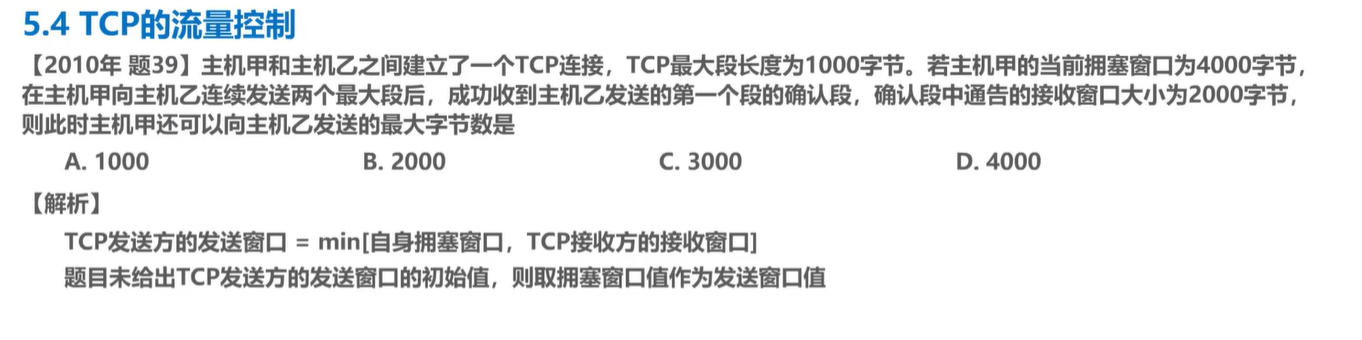 5.4 TCP的流量控制
【2010年 题39】主机甲和主机乙之间建立了一个TCP连接，TCP最大段长度为1000字节。若主机甲的当前拥塞窗口为4000字节，
在主机甲向主机乙连续发送两个最大段后，成功收到主机乙发送的第一个段的确认段，确认段中通告的接收窗口大小为2000字节，
则此时主机甲还可以向主机乙发送的最大字节数是
A. 1000 B. 2000 C. 3000 D. 4000
【解析】
TCP发送方的发送窗口 = min[自身拥塞窗口，TCP接收方的接收窗口]
题目未给出TCP发送方的发送窗口的初始值，则取拥塞窗口值作为发送窗口值